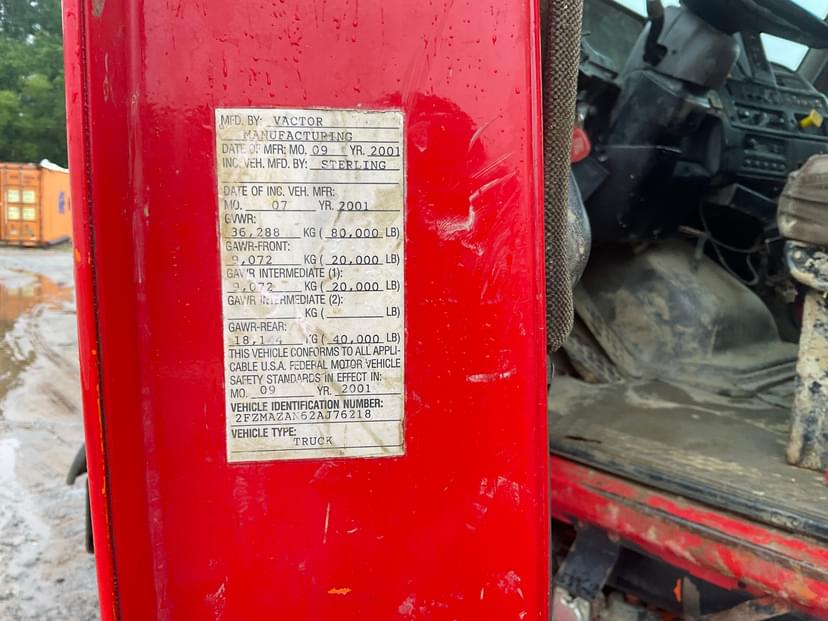 MFD. BY: VACTOR
MANUFACTURING
DATE OF MFR: MO. 09 YR. 2001
INC. VEH. MFD. BY: STERLING
DATE OF INC. VEH. MFR:
MO. 07 YR. 2001
GVWR:
36,288 KG ( 80,000 LB)
GAWR-FRONT:
9,072 KG ( 20,000 LB)
GAWR INTERMEDIATE (1):
9,072 KG ( 20,000 LB)
GAWR INTERMEDIATE (2):
KG ( LB)
GAWR-REAR:
18,144 KG ( 40,000 LB)
THIS VEHICLE CONFORMS TO ALL APPLI-
CABLE U.S.A. FEDERAL MOTOR VEHICLE
SAFETY STANDARDS IN EFFECT IN:
MO. 09 YR. 2001
VEHICLE IDENTIFICATION NUMBER:
2FZMAZAN62AJ76218
VEHICLE TYPE:
TRUCK